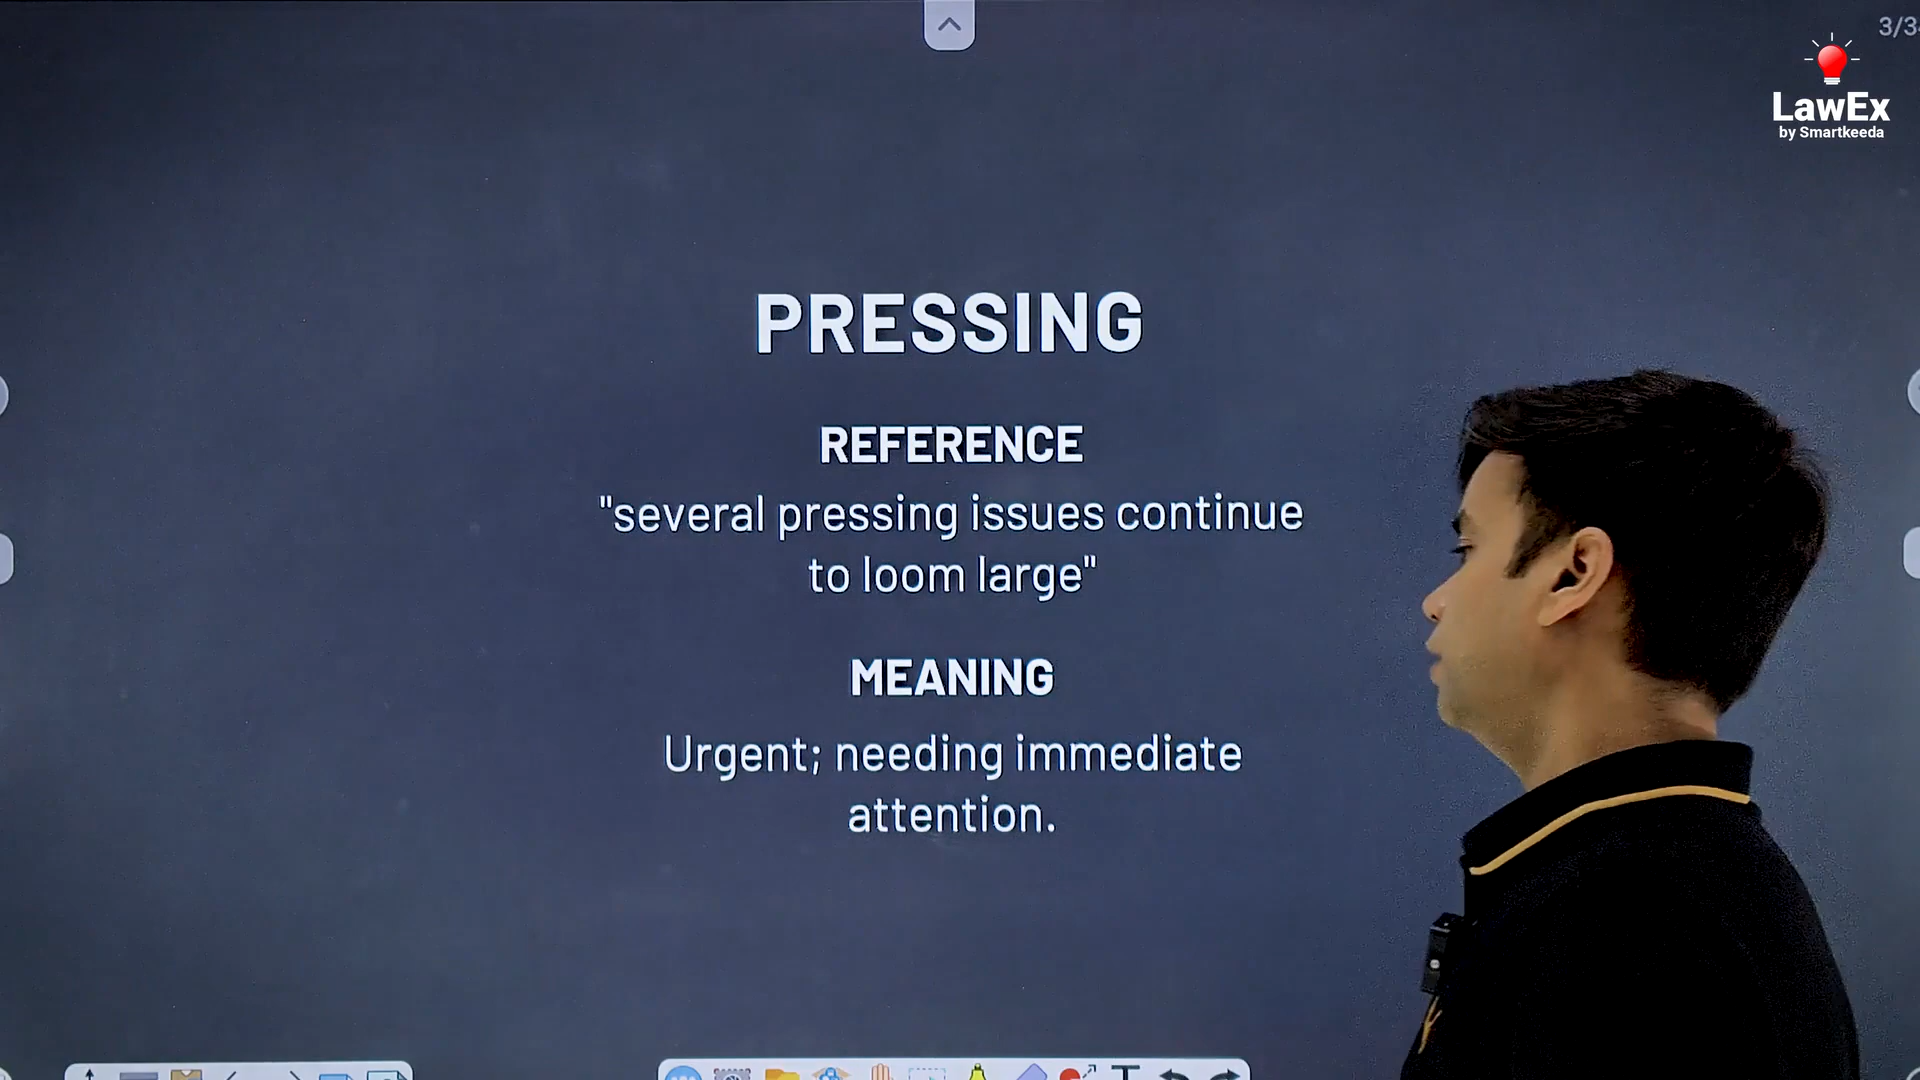 3/3
LawEx
by Smartkeeda
PRESSING
REFERENCE
"several pressing issues continue
to loom large"
MEANING
Urgent; needing immediate
attention.